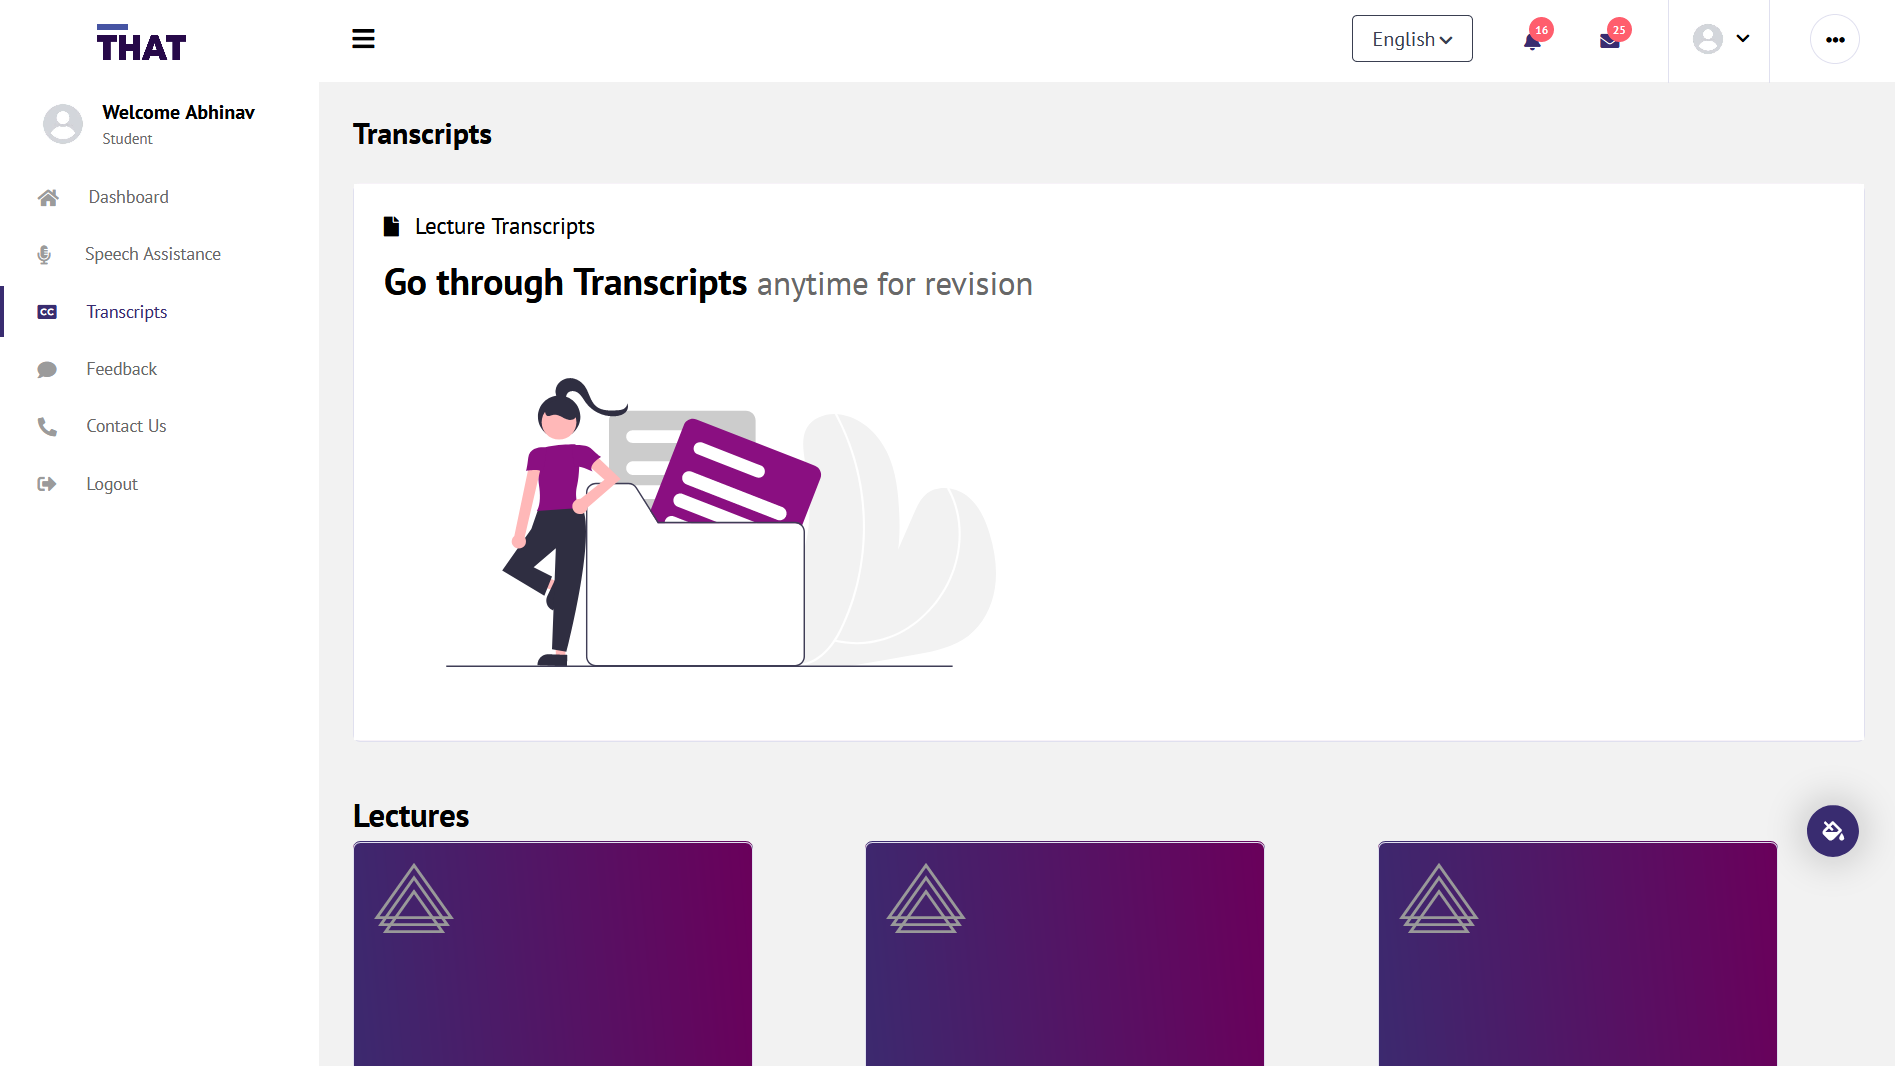 THAT
English
16
25
Welcome Abhinav
Student
Dashboard
Speech Assistance
CC
Transcripts
Feedback
Contact Us
Logout
Transcripts
Lecture Transcripts
Go through Transcripts anytime for revision
Lectures